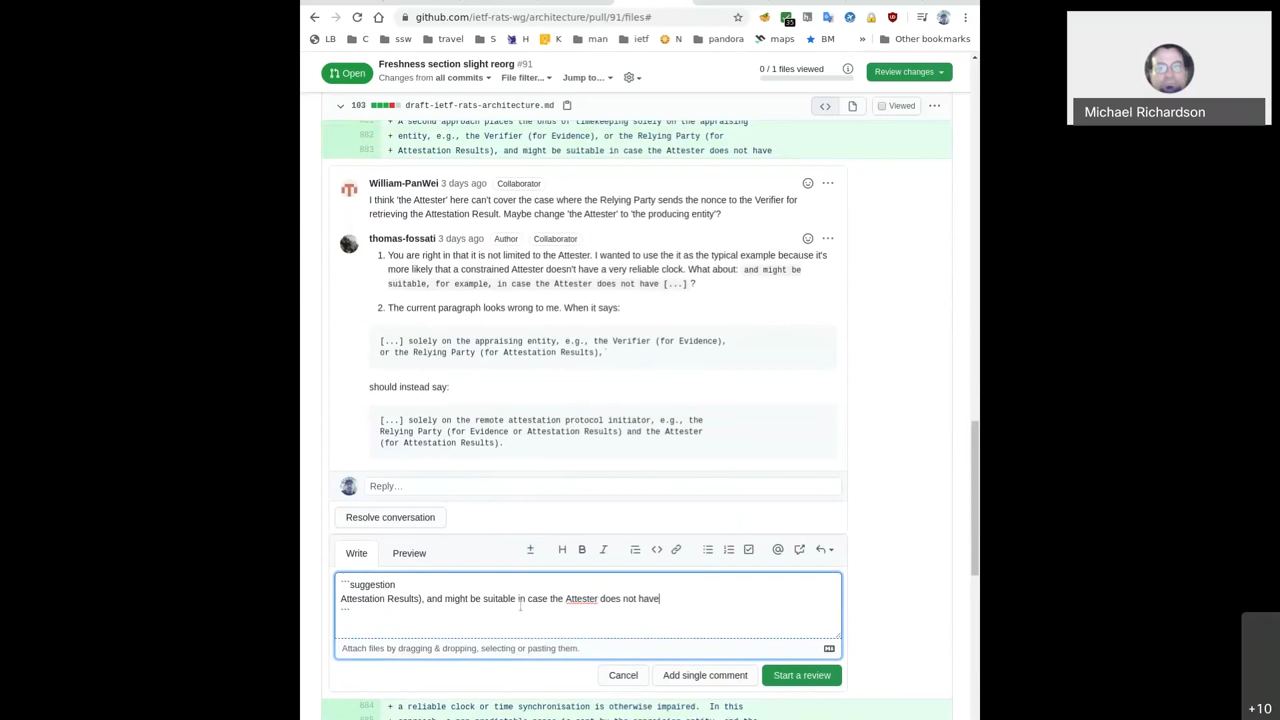 github.com/ietf-rats-wg/architecture/pull/91/files#
35
LB C ssw travel S H K man ietf N pandora maps BM » Other bookmarks
Open
Freshness section slight reorg #91
Changes from all commits File filter... Jump to...
0 / 1 files viewed
Review changes
103 draft-ietf-rats-architecture.md
Viewed
+ A second approach places the onus of timekeeping solely on the appraising
882 + entity, e.g., the Verifier (for Evidence), or the Relying Party (for
883 + Attestation Results), and might be suitable in case the Attester does not have
William-PanWei 3 days ago Collaborator
I think 'the Attester' here can't cover the case where the Relying Party sends the nonce to the Verifier for
retrieving the Attestation Result. Maybe change 'the Attester' to 'the producing entity'?
thomas-fossati 3 days ago Author Collaborator
1. You are right in that it is not limited to the Attester. I wanted to use the it as the typical example because it's
more likely that a constrained Attester doesn't have a very reliable clock. What about: and might be
suitable, for example, in case the Attester does not have [...] ?
2. The current paragraph looks wrong to me. When it says:
[...] solely on the appraising entity, e.g., the Verifier (for Evidence),
or the Relying Party (for Attestation Results),`
should instead say:
[...] solely on the remote attestation protocol initiator, e.g., the
Relying Party (for Evidence or Attestation Results) and the Attester
(for Attestation Results).
Reply…
Resolve conversation
Write Preview
```suggestion
Attestation Results), and might be suitable in case the Attester does not have
```
Attach files by dragging & dropping, selecting or pasting them.
Cancel Add single comment Start a review
884 + a reliable clock or time synchronisation is otherwise impaired. In this
Michael Richardson
+10